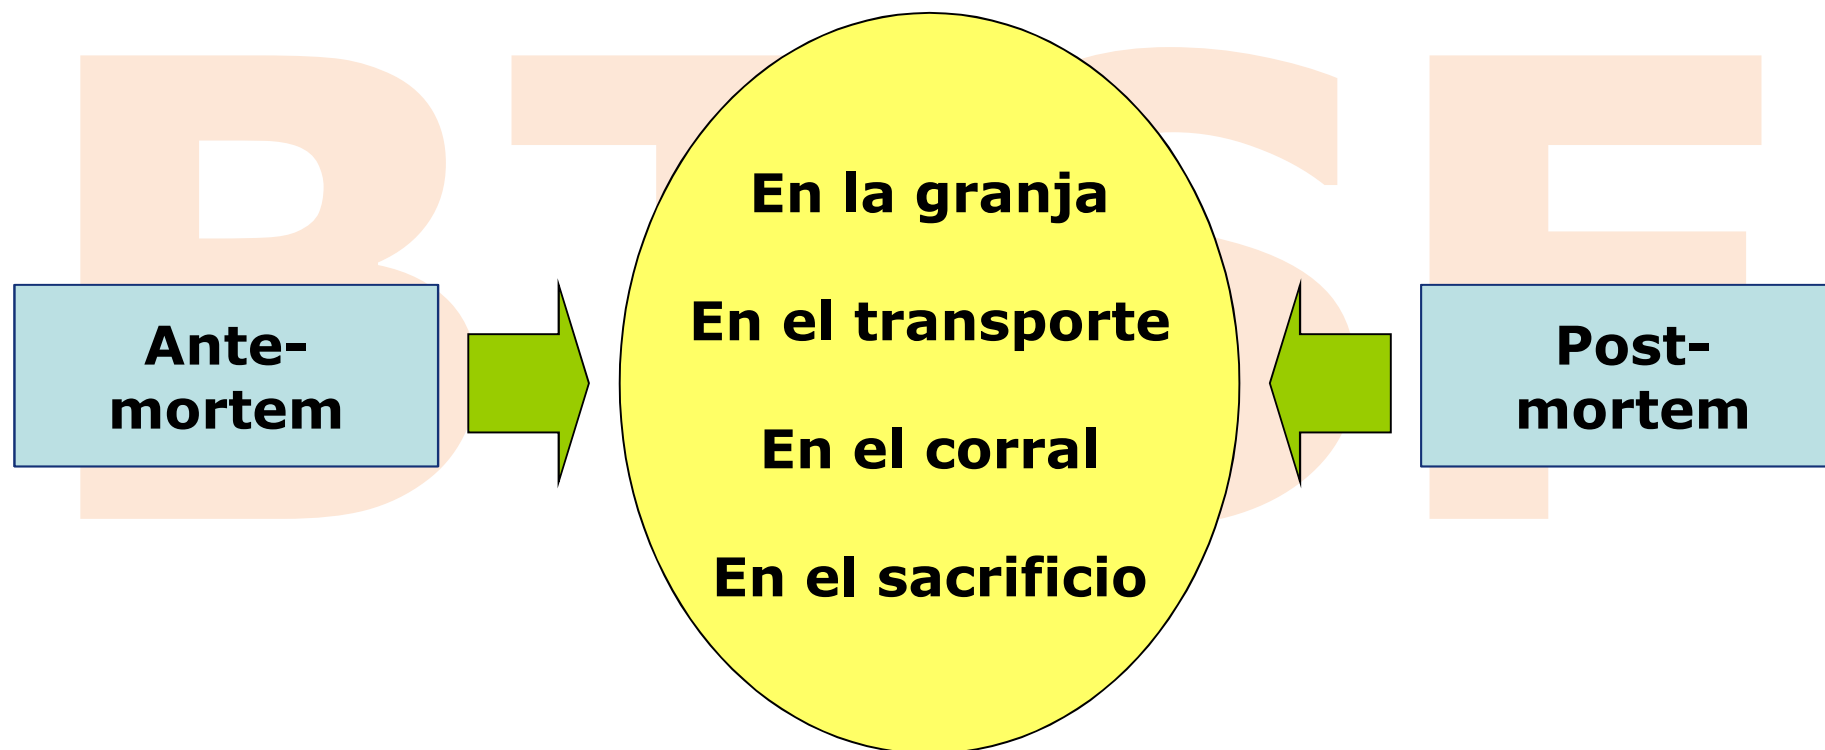 BTSF
En la granja
En el transporte
En el corral
En el sacrificio
Ante-
mortem
Post-
mortem